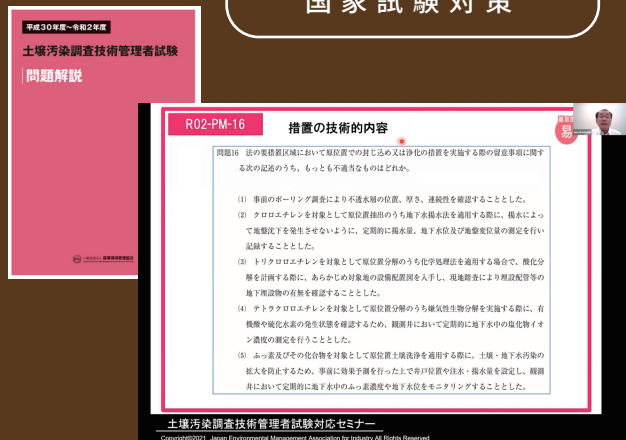 国家試験対策
平成30年度~令和2年度
土壌汚染調査技術管理者試験
問題解説
R02-PM-16
措置の技術的内容
易
問題16 法の要措置区域において原位置での封じ込め又は浄化の措置を実施する際の留意事項に関す
る次の記述のうち、もっとも不適当なものはどれか。
(1) 事前のボーリング調査により不透水層の位置、厚さ、連続性を確認することとした。
(2) クロロエチレンを対象として原位置抽出のうち地下水揚水法を適用する際に、揚水によっ
て地盤沈下を発生させないように、定期的に揚水量、地下水位及び地盤変位量の測定を行い
記録することとした。
(3) トリクロロエチレンを対象として原位置分解のうち化学処理法を適用する場合で、酸化分
解を計画する際に、あらかじめ対象地の設備配置図を入手し、現地踏査により埋設配管等の
地下埋設物の有無を確認することとした。
(4) テトラクロロエチレンを対象として原位置分解のうち嫌気性生物分解を実施する際に、有
機酸や硫化水素の発生状態を確認するため、観測井において定期的に地下水中の塩化物イオ
ン濃度の測定を行うこととした。
(5) ふっ素及びその化合物を対象として原位置土壌洗浄を適用する際に、土壌・地下水汚染の
拡大を防止するため、事前に効果予測を行った上で井戸位置や注水・揚水量を設定し、観測
井において定期的に地下水中のふっ素濃度や地下水位をモニタリングすることとした。
土壌汚染調査技術管理者試験対応セミナー
Copyright©2021 Japan Environmental Management Association for Industry All Rights Reserved